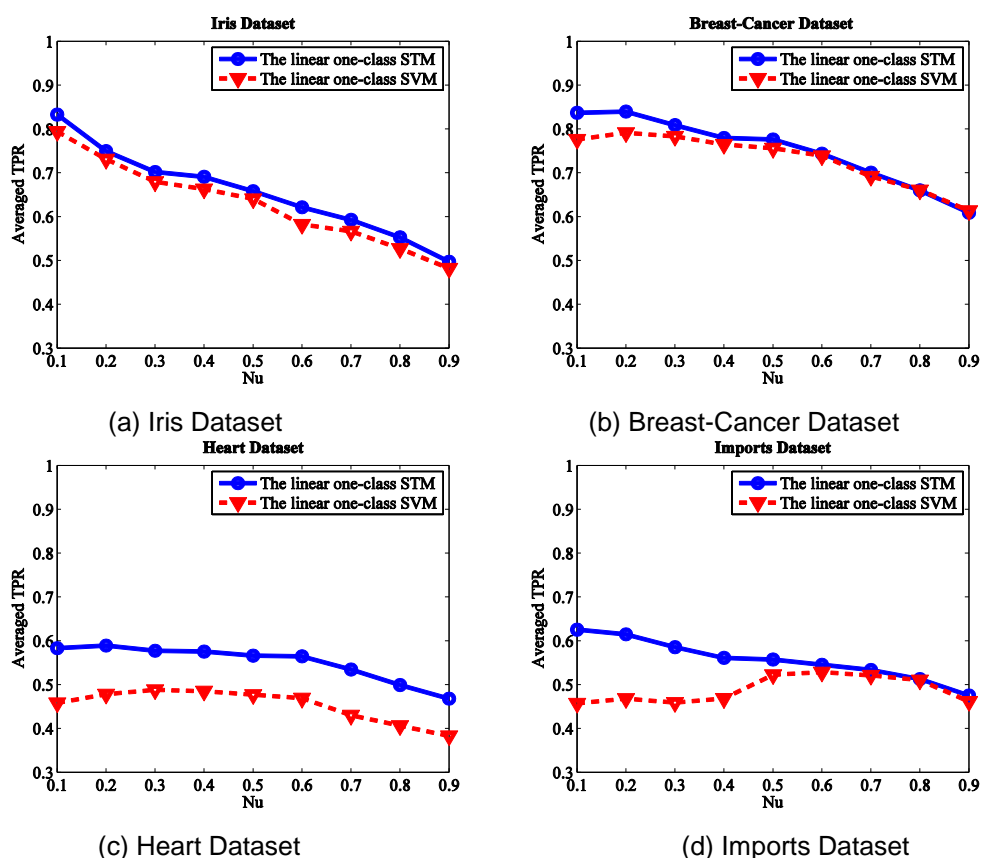 Iris Dataset
1
0.9
0.8
0.7
0.6
0.5
0.4
0.3
Averaged TPR
The linear one-class STM
The linear one-class SVM
0.1 0.2 0.3 0.4 0.5 0.6 0.7 0.8 0.9
Nu
(a) Iris Dataset
Breast-Cancer Dataset
1
0.9
0.8
0.7
0.6
0.5
0.4
0.3
Averaged TPR
The linear one-class STM
The linear one-class SVM
0.1 0.2 0.3 0.4 0.5 0.6 0.7 0.8 0.9
Nu
(b) Breast-Cancer Dataset
Heart Dataset
1
0.9
0.8
0.7
0.6
0.5
0.4
0.3
Averaged TPR
The linear one-class STM
The linear one-class SVM
0.1 0.2 0.3 0.4 0.5 0.6 0.7 0.8 0.9
Nu
(c) Heart Dataset
Imports Dataset
1
0.9
0.8
0.7
0.6
0.5
0.4
0.3
Averaged TPR
The linear one-class STM
The linear one-class SVM
0.1 0.2 0.3 0.4 0.5 0.6 0.7 0.8 0.9
Nu
(d) Imports Dataset